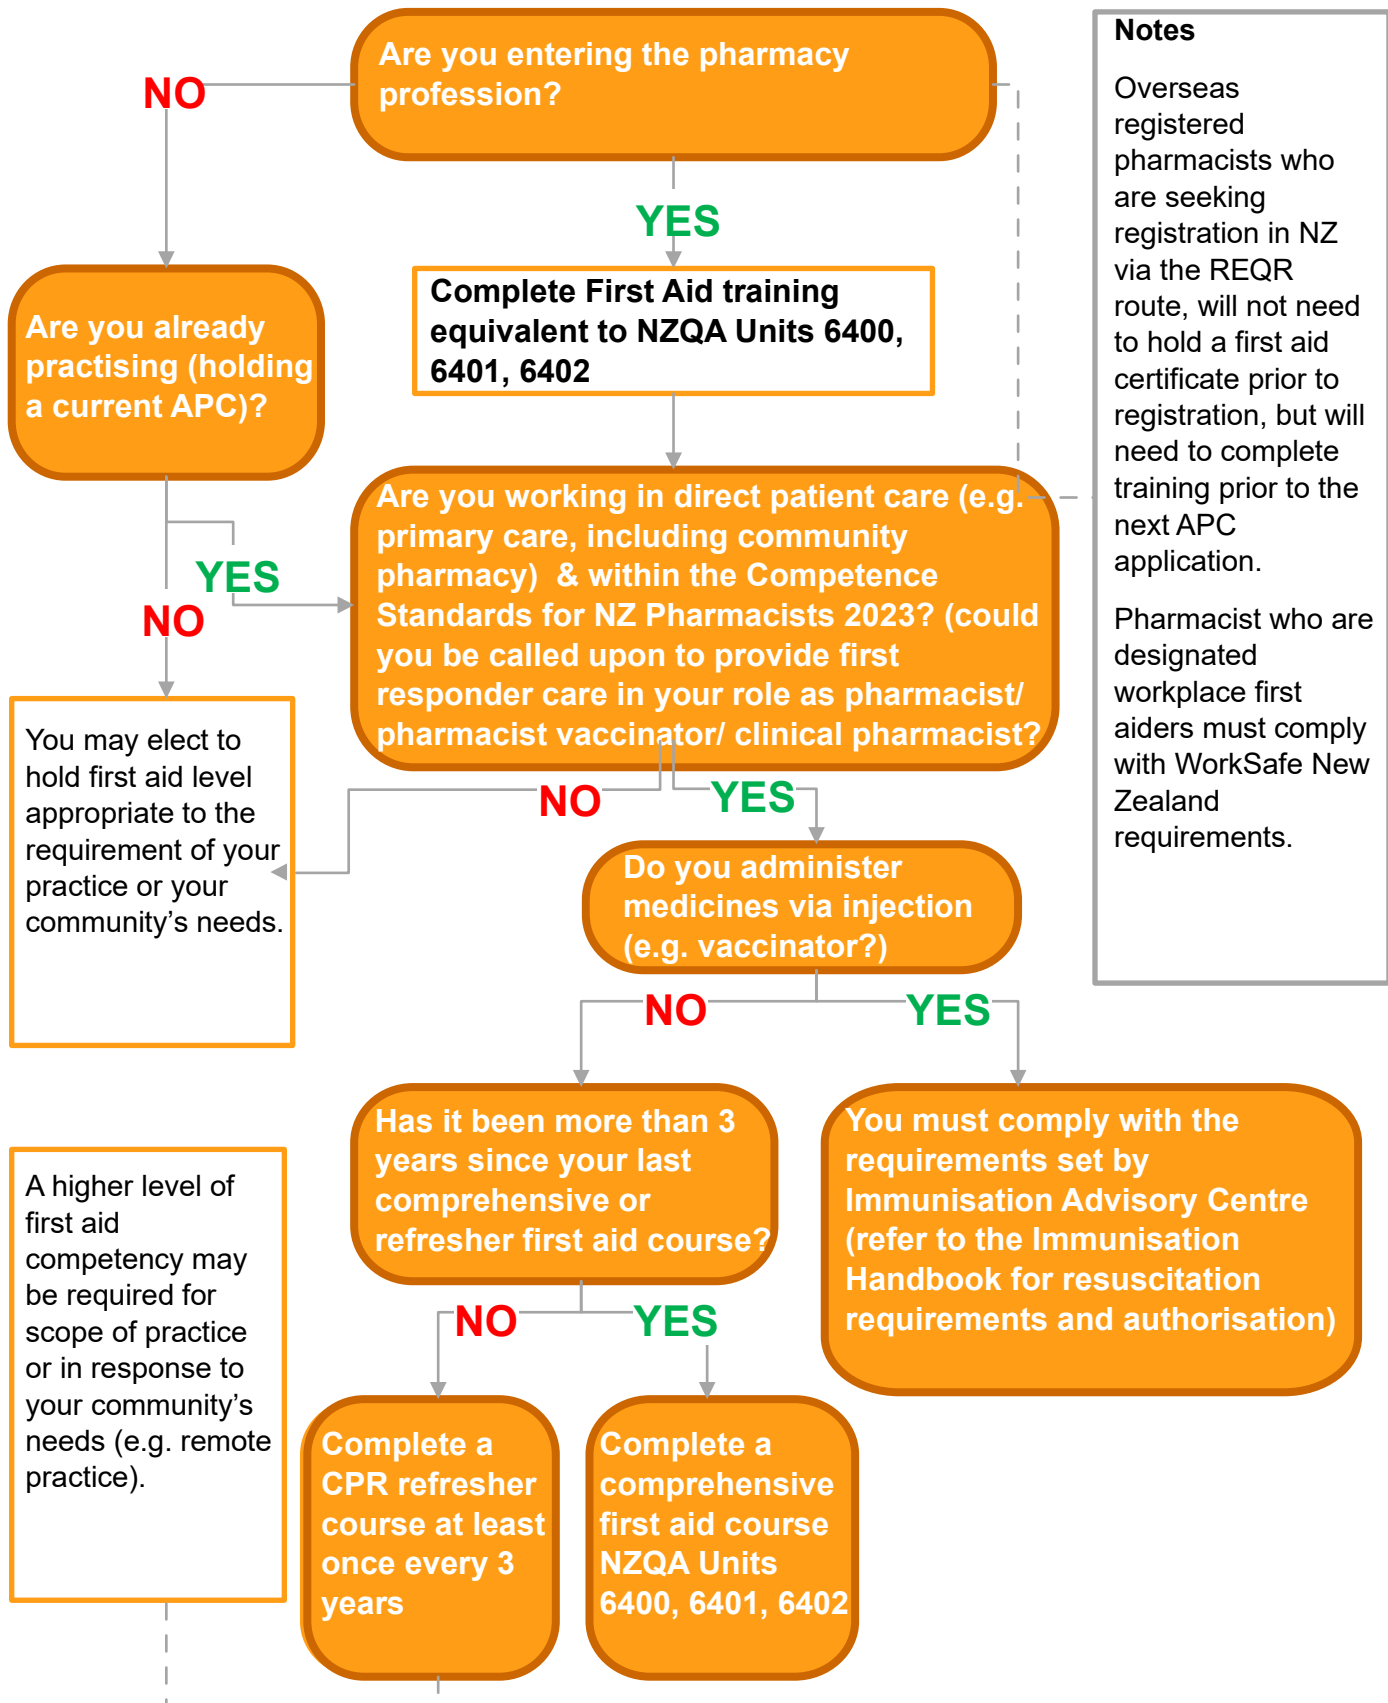 Are you entering the pharmacy
profession?
NO
YES
Complete First Aid training
equivalent to NZQA Units 6400,
6401, 6402
Are you already
practising (holding
a current APC)?
YES
NO
Are you working in direct patient care (e.g.
primary care, including community
pharmacy) & within the Competence
Standards for NZ Pharmacists 2023? (could
you be called upon to provide first
responder care in your role as pharmacist/
pharmacist vaccinator/ clinical pharmacist?
You may elect to
hold first aid level
appropriate to the
requirement of your
practice or your
community’s needs.
NO
YES
Do you administer
medicines via injection
(e.g. vaccinator?)
NO
YES
Has it been more than 3
years since your last
comprehensive or
refresher first aid course?
You must comply with the
requirements set by
Immunisation Advisory Centre
(refer to the Immunisation
Handbook for resuscitation
requirements and authorisation)
A higher level of
first aid
competency may
be required for
scope of practice
or in response to
your community’s
needs (e.g. remote
practice).
NO
YES
Complete a
CPR refresher
course at least
once every 3
years
Complete a
comprehensive
first aid course
NZQA Units
6400, 6401, 6402
Notes
Overseas
registered
pharmacists who
are seeking
registration in NZ
via the REQR
route, will not need
to hold a first aid
certificate prior to
registration, but will
need to complete
training prior to the
next APC
application.
Pharmacist who are
designated
workplace first
aiders must comply
with WorkSafe New
Zealand
requirements.